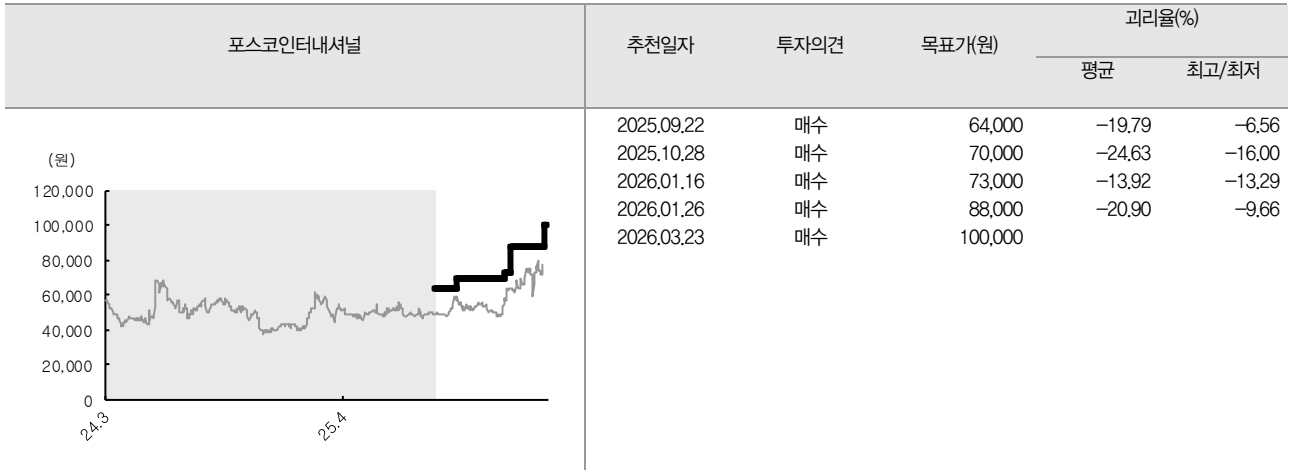 포스코인터내셔널 추천일자 투자의견 목표가(원) 괴리율(%)
평균 최고/최저
2025.09.22 매수 64,000 −19.79 −6.56
2025.10.28 매수 70,000 −24.63 −16.00
2026.01.16 매수 73,000 −13.92 −13.29
2026.01.26 매수 88,000 −20.90 −9.66
2026.03.23 매수 100,000
(원)
120,000
100,000
80,000
60,000
40,000
20,000
0
24.3 25.4